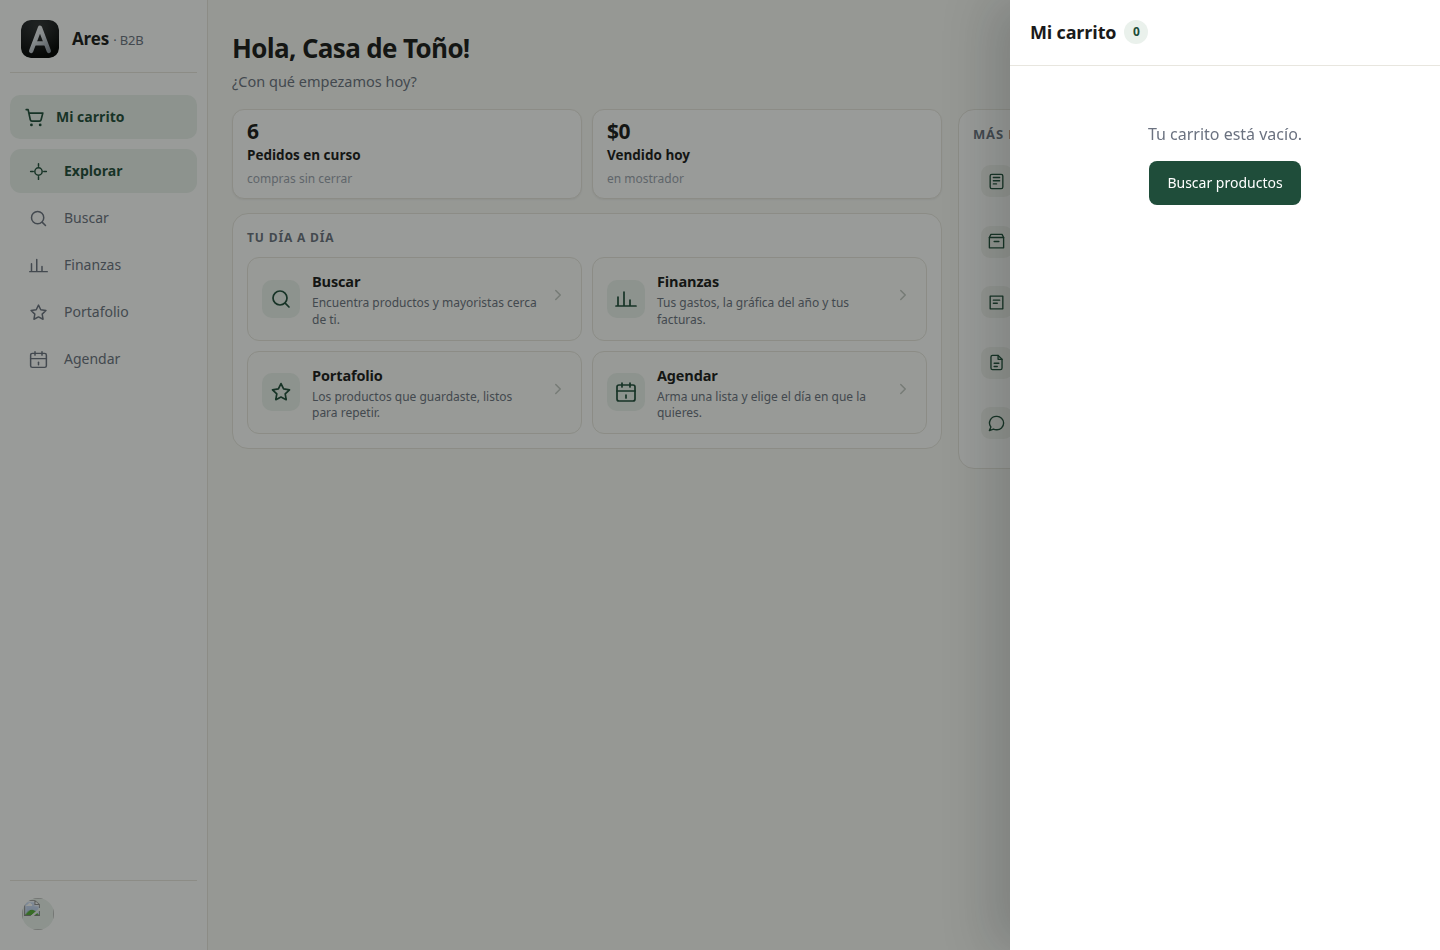 Ares · B2B
Mi carrito
Explorar
Buscar
Finanzas
Portafolio
Agendar
Hola, Casa de Toño!
¿Con qué empezamos hoy?
6
Pedidos en curso
compras sin cerrar
$0
Vendido hoy
en mostrador
TU DÍA A DÍA
Buscar
Encuentra productos y mayoristas cerca
de ti.
Finanzas
Tus gastos, la gráfica del año y tus
facturas.
Portafolio
Los productos que guardaste, listos
para repetir.
Agendar
Arma una lista y elige el día en que la
quieres.
MÁS
Mi carrito 0
Tu carrito está vacío.
Buscar productos